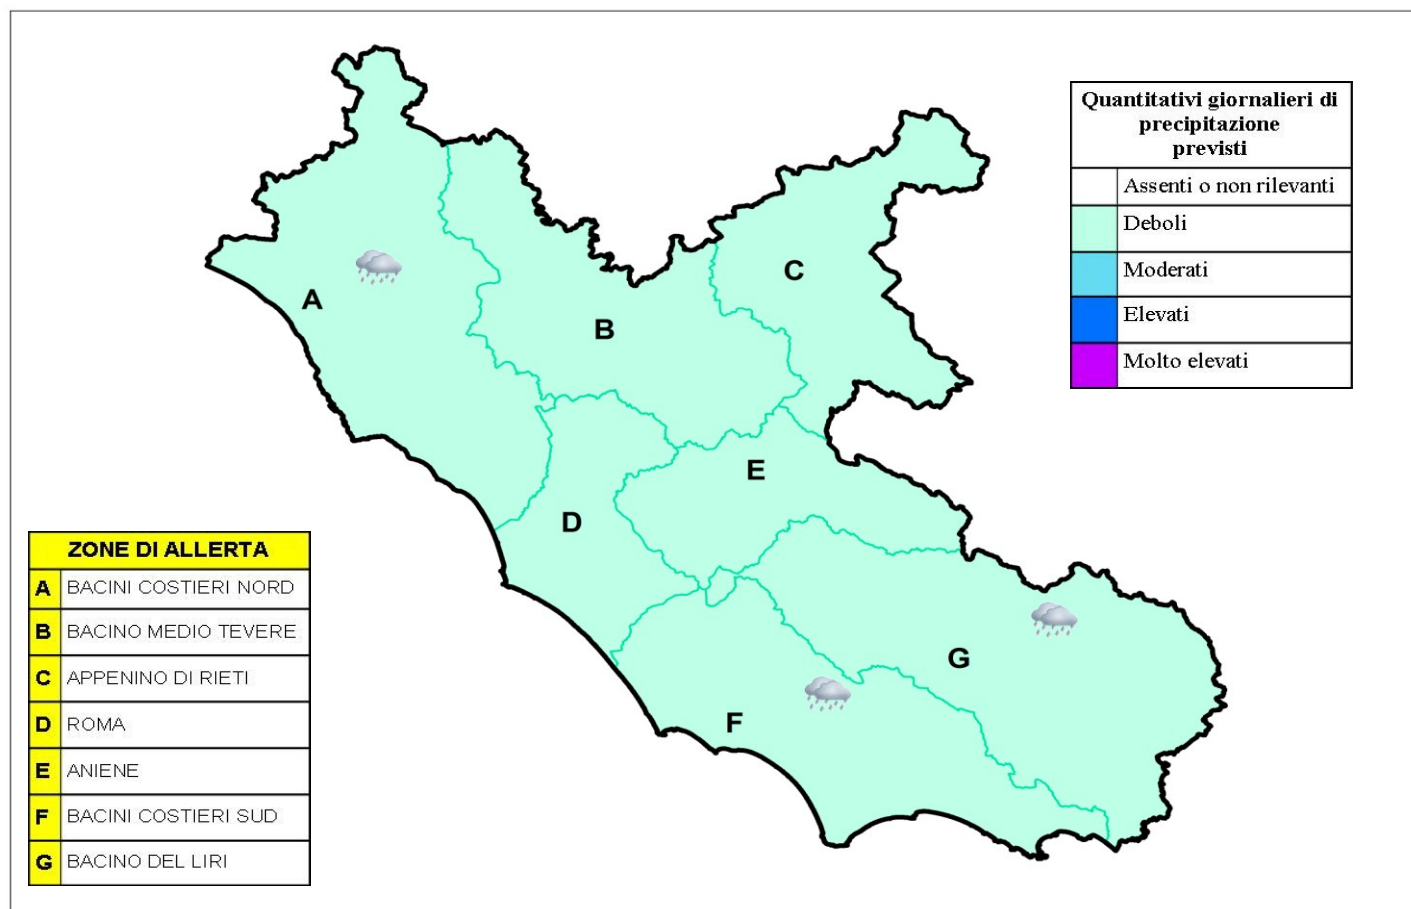 Quantitativi giornalieri di
precipitazione
previsti
Assenti o non rilevanti
Deboli
Moderati
Elevati
Molto elevati
A
B
C
D
E
F
G
ZONE DI ALLERTA
A BACINI COSTIERI NORD
B BACINO MEDIO TEVERE
C APPENINO DI RIETI
D ROMA
E ANIENE
F BACINI COSTIERI SUD
G BACINO DEL LIRI